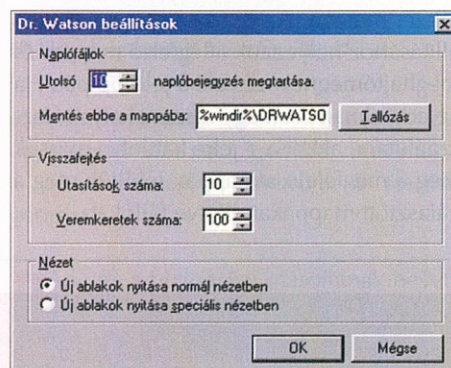 Dr. Watson beállítások
Naplófájlok
Utolsó 10 naplóbejegyzés megtartása.
Mentés ebbe a mappába: %windir%\DRWATSO Tallózás
Visszafejtés
Utasítások száma: 10
Veremkeretek száma: 100
Nézet
Új ablakok nyitása normál nézetben
Új ablakok nyitása speciális nézetben
OK Mégse